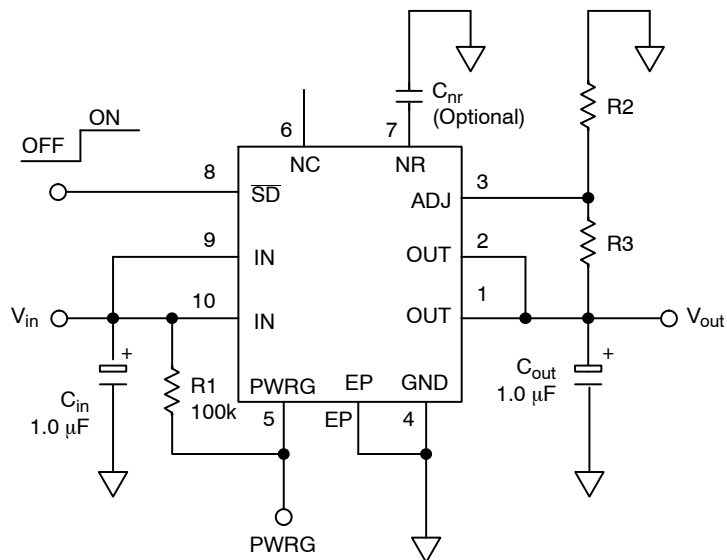 C_nr
(Optional)
R2
ON
OFF
6
7
NC
NR
8
SD
3
ADJ
9
IN
2
OUT
R3
V_in
10
IN
1
OUT
V_out
+
C_in
1.0 μF
R1
100k
PWRG
5
EP
EP
GND
4
+
C_out
1.0 μF
PWRG